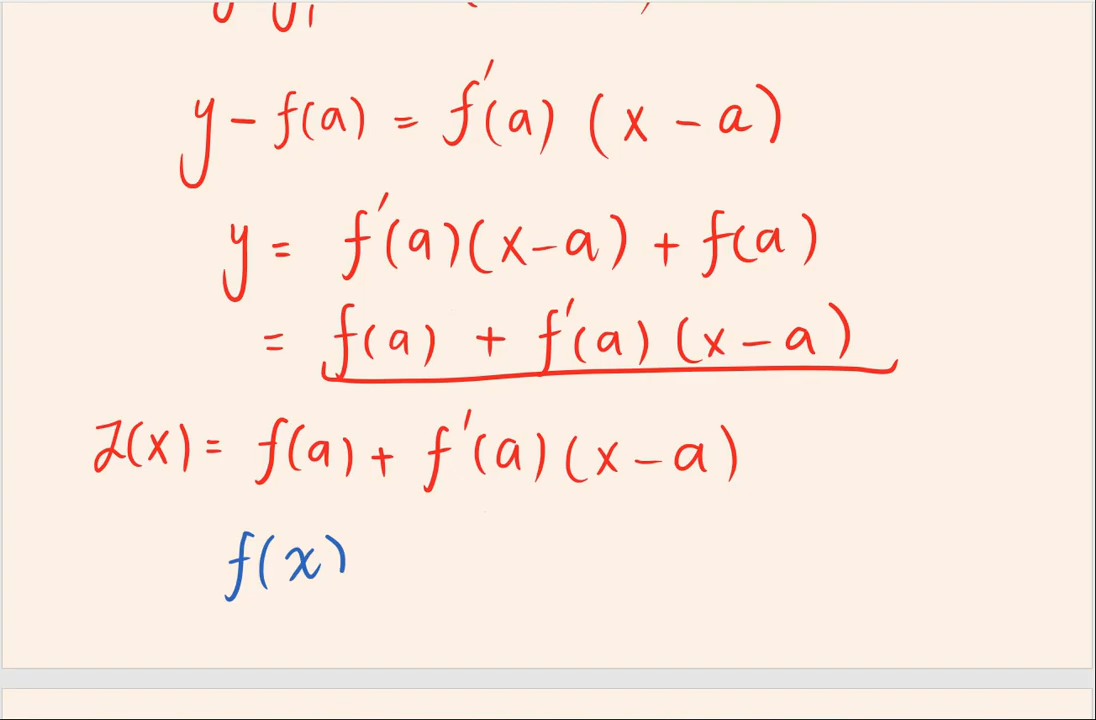 y - f(a) = f'(a) (x - a)
y = f'(a)(x-a) + f(a)
= f(a) + f'(a) (x-a)
L(x) = f(a) + f'(a) (x-a)
f(x)